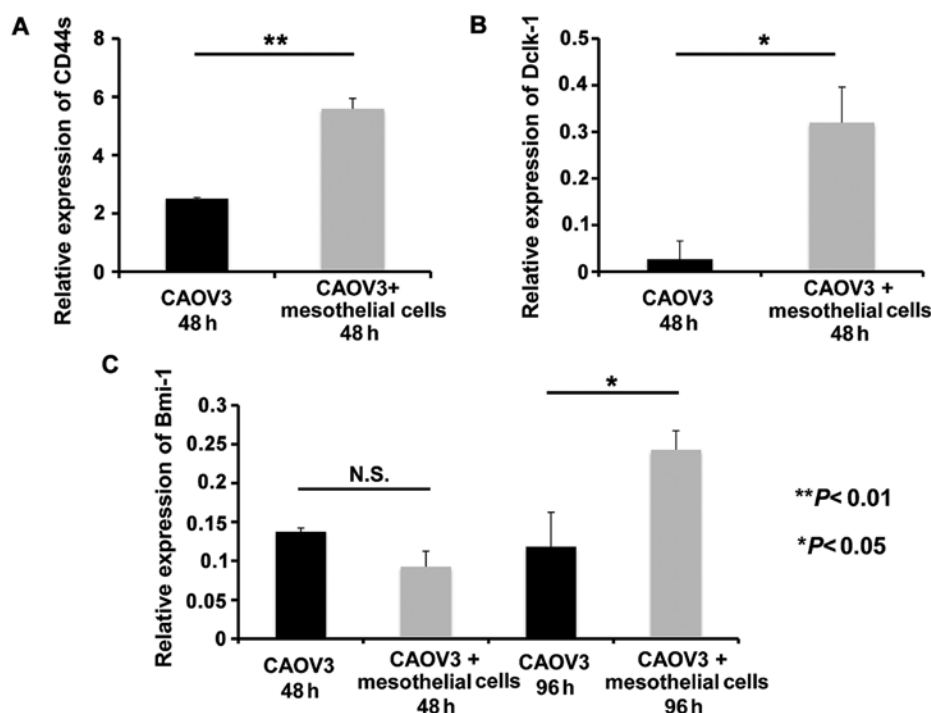 A
Relative expression of CD44s
8
6
4
2
0
**
CAOV3
48 h
CAOV3+
mesothelial cells
48 h
B
Relative expression of Dclk-1
0.5
0.4
0.3
0.2
0.1
0
*
CAOV3
48 h
CAOV3 +
mesothelial cells
48 h
C
Relative expression of Bmi-1
0.3
0.25
0.2
0.15
0.1
0.05
0
N.S.
*
CAOV3
48 h
CAOV3 +
mesothelial cells
48 h
CAOV3
96 h
CAOV3 +
mesothelial cells
96 h
**P< 0.01
*P< 0.05